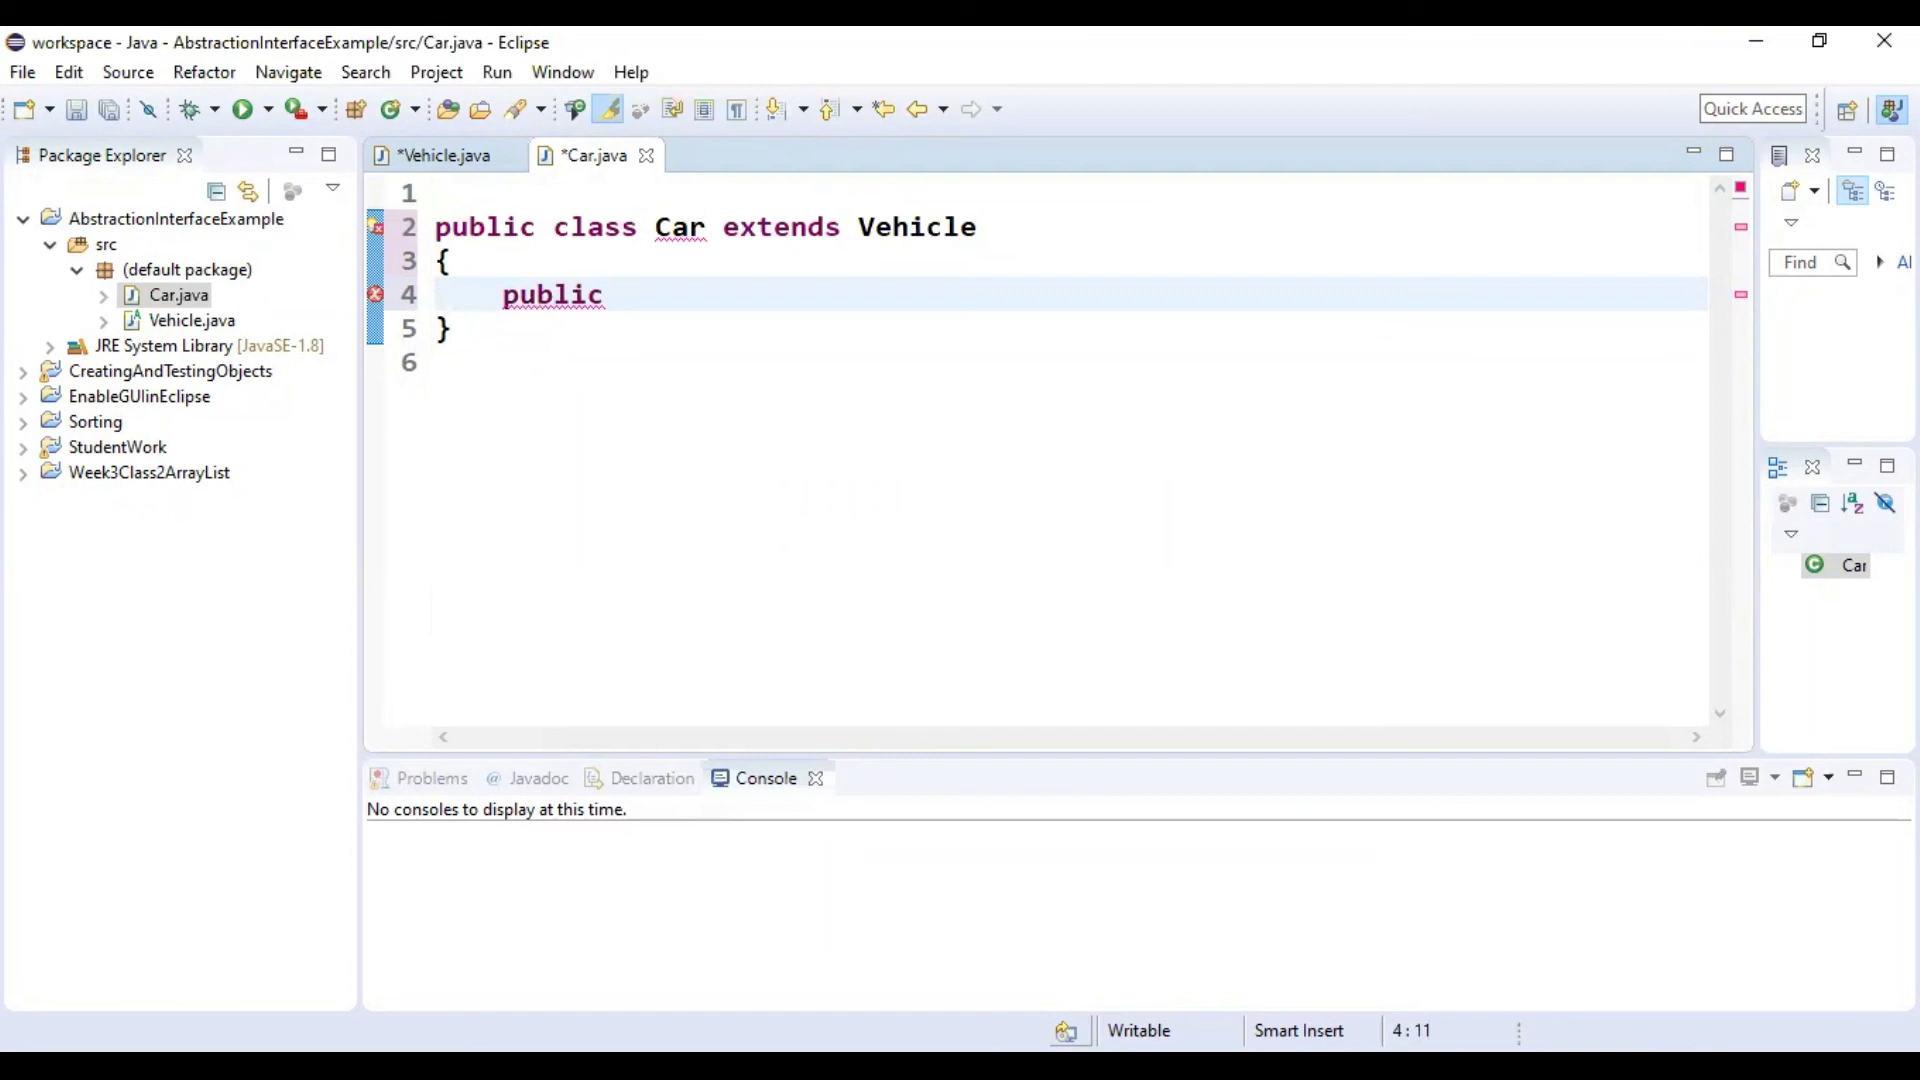 workspace - Java - AbstractionInterfaceExample/src/Car.java - Eclipse
File Edit Source Refactor Navigate Search Project Run Window Help
Quick Access
Package Explorer
AbstractionInterfaceExample
src
(default package)
Car.java
Vehicle.java
JRE System Library [JavaSE-1.8]
CreatingAndTestingObjects
EnableGUIinEclipse
Sorting
StudentWork
Week3Class2ArrayList
*Vehicle.java *Car.java
1
2 public class Car extends Vehicle
3 {
4 public
5 }
6
Find Al
Car
Problems @ Javadoc Declaration Console
No consoles to display at this time.
Writable Smart Insert 4 : 11